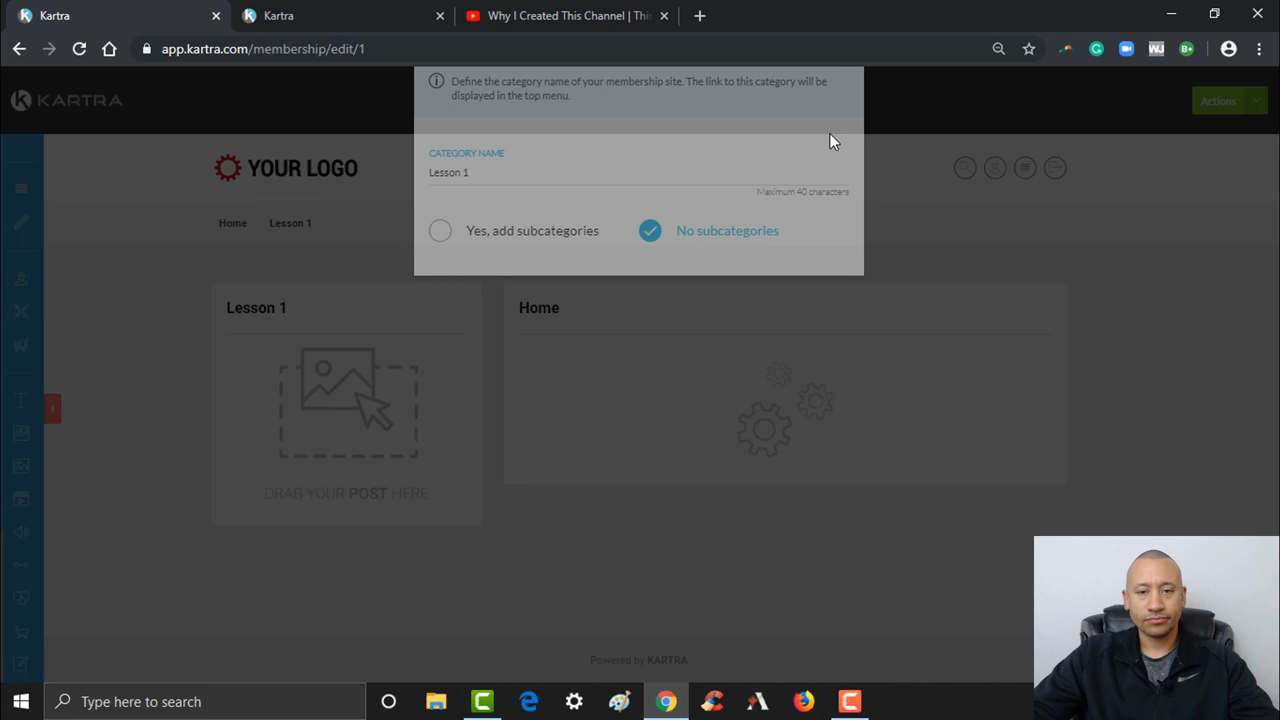 Kartra
Kartra
Why I Created This Channel | Thi
app.kartra.com/membership/edit/1
KARTRA
Actions
Define the category name of your membership site. The link to this category will be
displayed in the top menu.
CATEGORY NAME
Lesson 1
Maximum 40 characters
Yes, add subcategories
No subcategories
YOUR LOGO
Home
Lesson 1
Lesson 1
Home
DRAG YOUR POST HERE
Powered by KARTRA
Type here to search